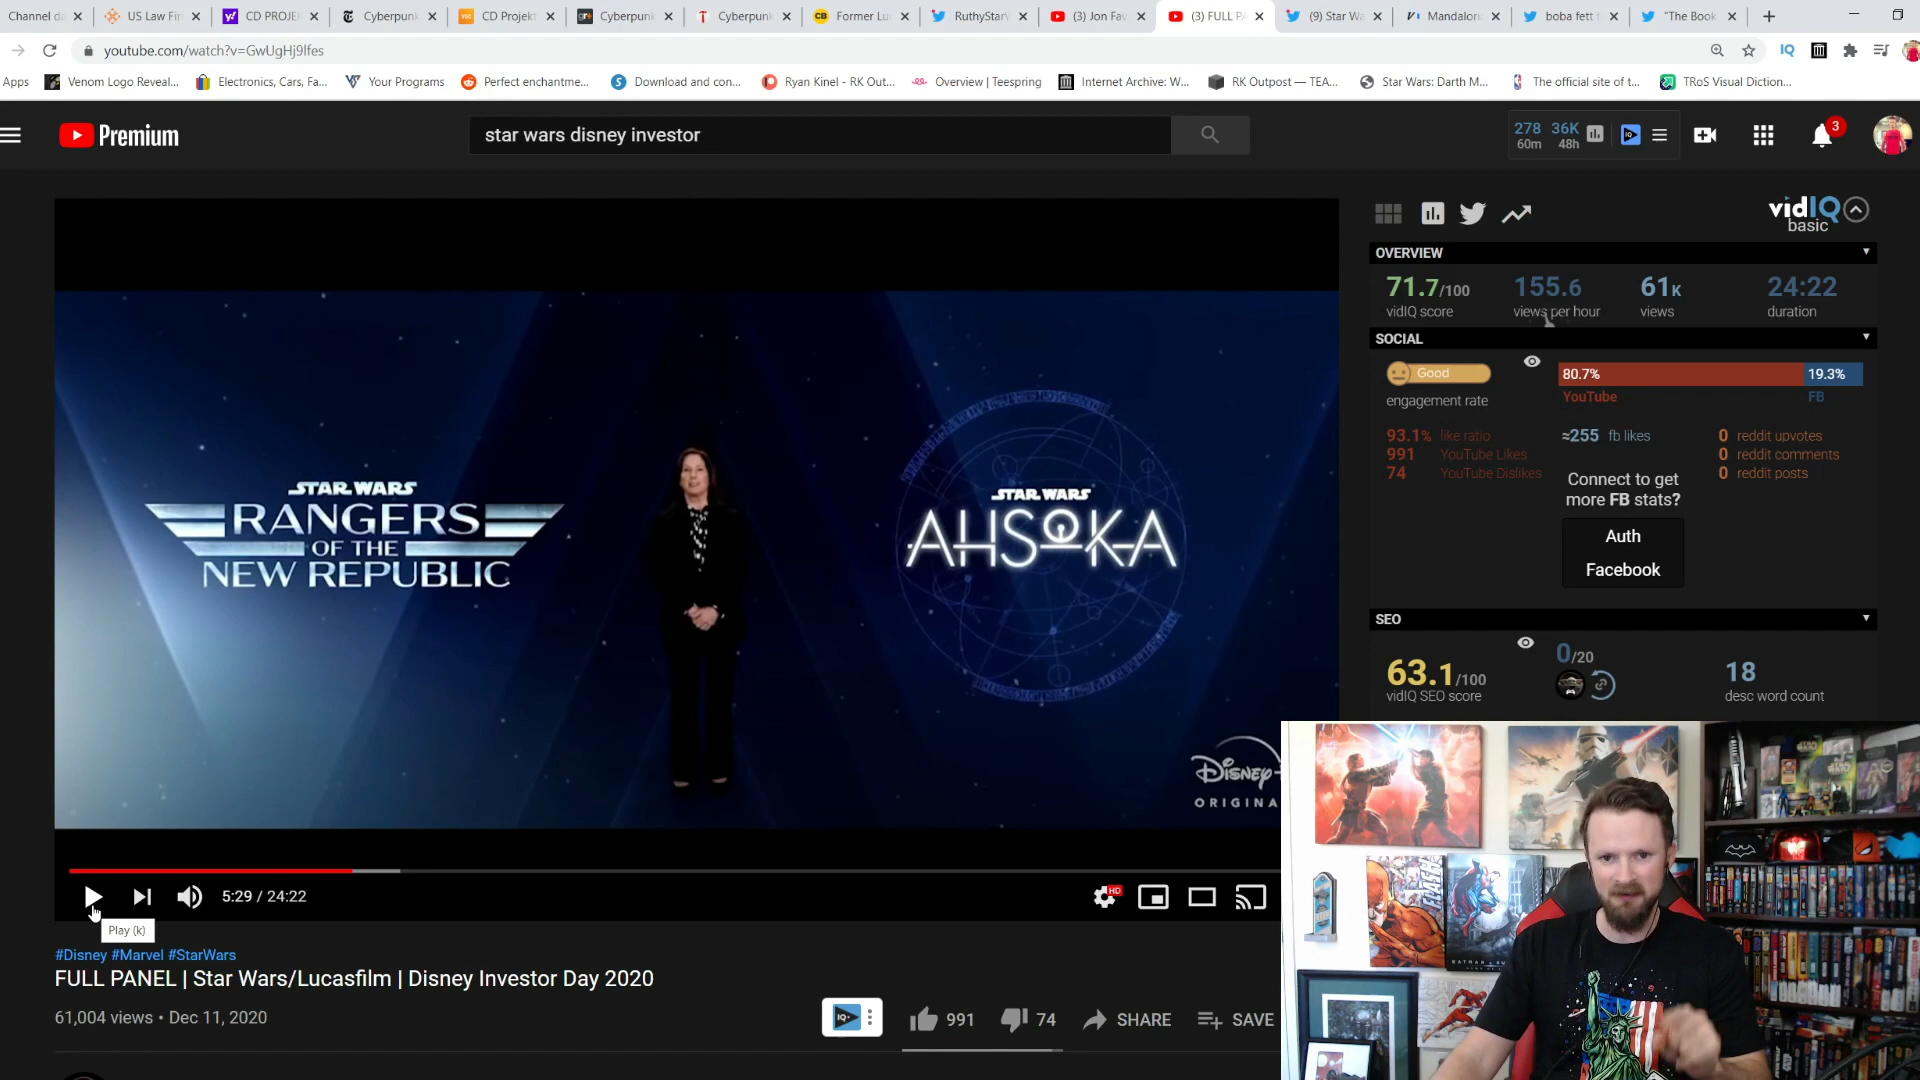 Channel da
US Law Fir
CD PROJE
Cyberpun
CD Projekt
Cyberpun
Cyberpun
Former Lu
RuthyStarW
(3) Jon Fav
(3) FULL P
(9) Star Wa
Mandalori
boba fett t
"The Book
youtube.com/watch?v=GwUgHj9lfes
Apps
Venom Logo Reveal...
Electronics, Cars, Fa...
Your Programs
Perfect enchantme...
Download and con...
Ryan Kinel - RK Out...
Overview | Teespring
Internet Archive: W...
RK Outpost — TEA...
Star Wars: Darth M...
The official site of t...
TRoS Visual Diction...
Premium
star wars disney investor
278 36K
60m 48h
3
vidIQ
basic
OVERVIEW
71.7/100
vidIQ score
155.6
views per hour
61K
views
24:22
duration
SOCIAL
Good
engagement rate
80.7% 19.3%
YouTube FB
93.1% like ratio
991 YouTube Likes
74 YouTube Dislikes
≈255 fb likes
0 reddit upvotes
0 reddit comments
0 reddit posts
Connect to get
more FB stats?
Auth
Facebook
SEO
63.1/100
vidIQ SEO score
0/20
18
desc word count
STAR WARS
RANGERS
OF THE
NEW REPUBLIC
STAR WARS
AHSOKA
Disney+
ORIGINA
5:29 / 24:22
HD
Play (k)
#Disney #Marvel #StarWars
FULL PANEL | Star Wars/Lucasfilm | Disney Investor Day 2020
61,004 views • Dec 11, 2020
IQ+
991
74
SHARE
SAVE